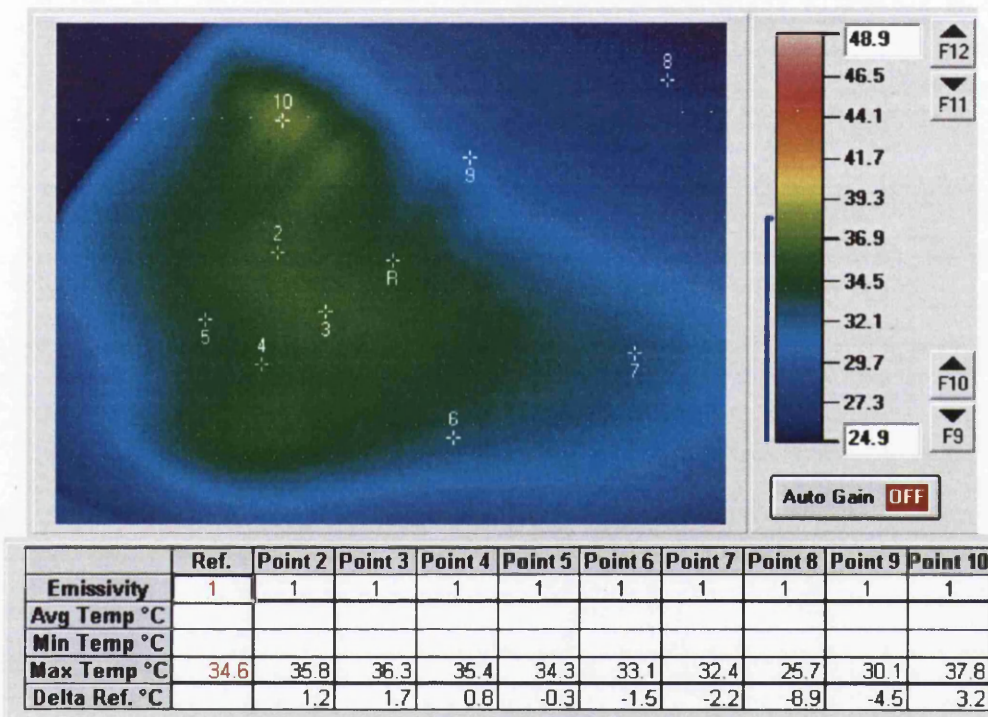 48.9
F12
8
46.5
F11
10
44.1
9
41.7
39.3
2
36.9
R
34.5
5
3
32.1
4
7
29.7
F10
6
27.3
24.9
F9
Auto Gain OFF
Ref. Point 2 Point 3 Point 4 Point 5 Point 6 Point 7 Point 8 Point 9 Point 10
Emissivity 1 1 1 1 1 1 1 1 1 1
Avg Temp °C
Min Temp °C
Max Temp °C 34.6 35.8 36.3 35.4 34.3 33.1 32.4 25.7 30.1 37.8
Delta Ref. °C 1.2 1.7 0.8 -0.3 -1.5 -2.2 -8.9 -4.5 3.2